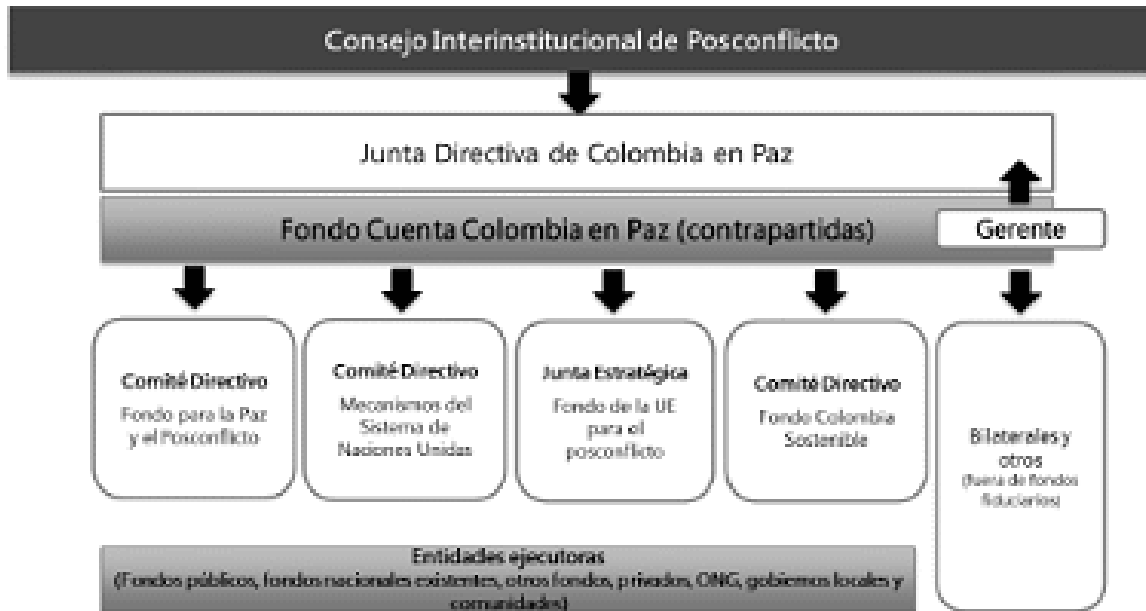 Consejo Interinstitucional de Posconflicto
Junta Directiva de Colombia en Paz
Fondo Cuenta Colombia en Paz (contrapartidas)
Gerente
Comité Directivo
Fondo para la Paz
y el Posconflicto
Comité Directivo
Mecanismos del
Sistema de
Naciones Unidas
Junta Estratégica
Fondo de la UE
para el
posconflicto
Comité Directivo
Fondo Colombia
Sostenible
Bilaterales y
otros
(fuera de fondos
fiduciarios)
Entidades ejecutoras
(Fondos públicos, fondos nacionales existentes, otros fondos, privados, ONG, gobiernos locales y
comunidades)